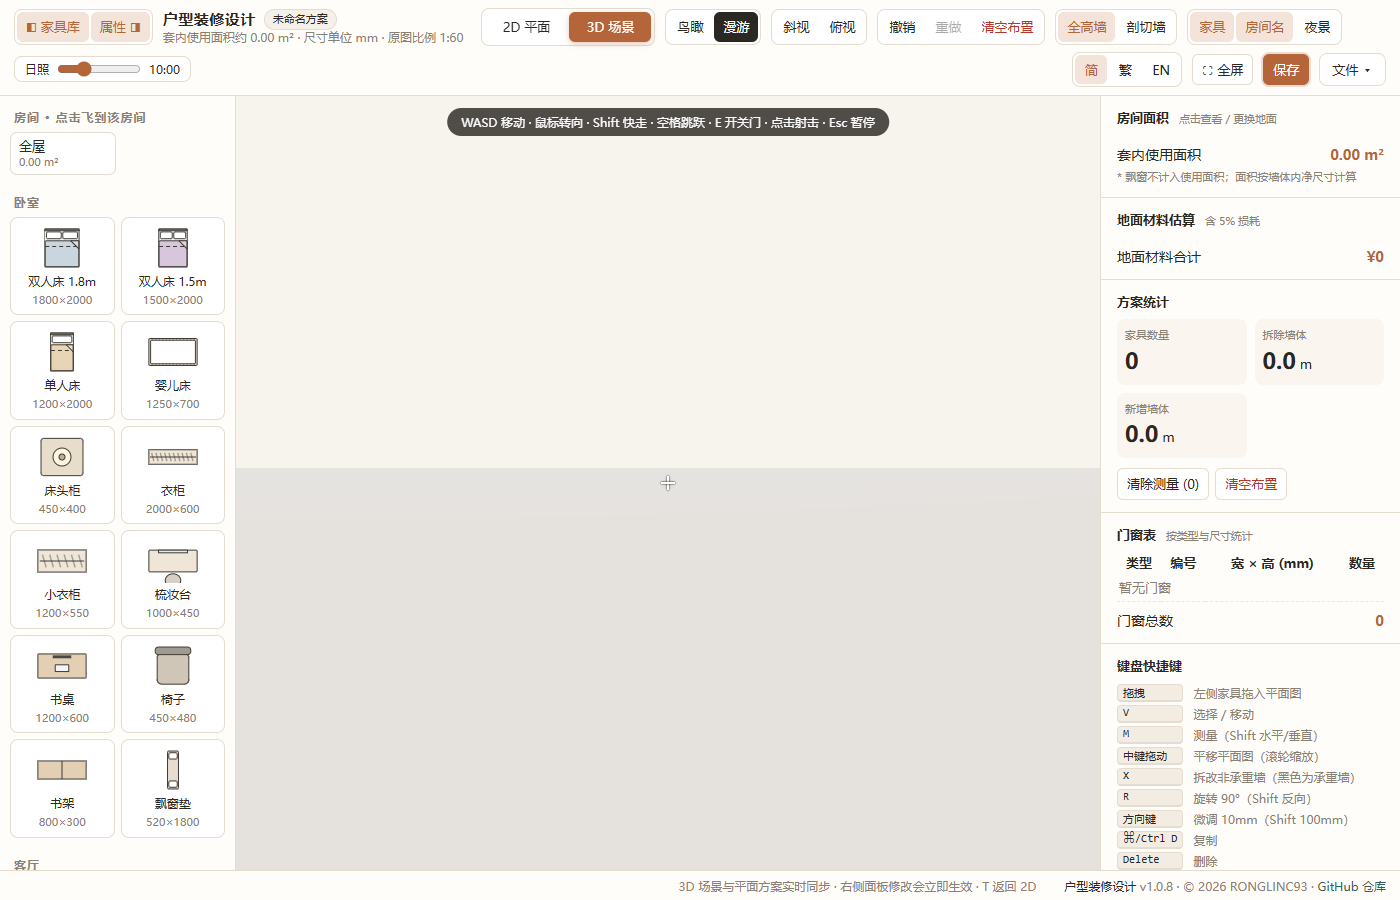 家具库
属性
户型装修设计
未命名方案
套内使用面积约 0.00 m² · 尺寸单位 mm · 原图比例 1:60
2D 平面
3D 场景
鸟瞰
漫游
斜视
俯视
撤销
重做
清空布置
全高墙
剖切墙
家具
房间名
夜景
日照
10:00
简
繁
EN
全屏
保存
文件
房间 • 点击飞到该房间
全屋
0.00 m²
卧室
双人床 1.8m
1800×2000
双人床 1.5m
1500×2000
单人床
1200×2000
婴儿床
1250×700
床头柜
450×400
衣柜
2000×600
小衣柜
1200×550
梳妆台
1000×450
书桌
1200×600
椅子
450×480
书架
800×300
飘窗垫
520×1800
客厅
WASD 移动 · 鼠标转向 · Shift 快走 · 空格跳跃 · E 开关门 · 点击射击 · Esc 暂停
房间面积 点击查看 / 更换地面
套内使用面积 0.00 m²
* 飘窗不计入使用面积；面积按墙体内净尺寸计算
地面材料估算 含 5% 损耗
地面材料合计 ¥0
方案统计
家具数量
0
拆除墙体
0.0 m
新增墙体
0.0 m
清除测量 (0)
清空布置
门窗表 按类型与尺寸统计
类型 编号 宽 × 高 (mm) 数量
暂无门窗
门窗总数 0
键盘快捷键
拖拽 左侧家具拖入平面图
V 选择 / 移动
M 测量（Shift 水平/垂直）
中键拖动 平移平面图（滚轮缩放）
X 拆改非承重墙（黑色为承重墙）
R 旋转 90°（Shift 反向）
方向键 微调 10mm（Shift 100mm）
⌘/Ctrl D 复制
Delete 删除
3D 场景与平面方案实时同步 · 右侧面板修改会立即生效 · T 返回 2D
户型装修设计 v1.0.8 · © 2026 RONGLINC93 · GitHub 仓库